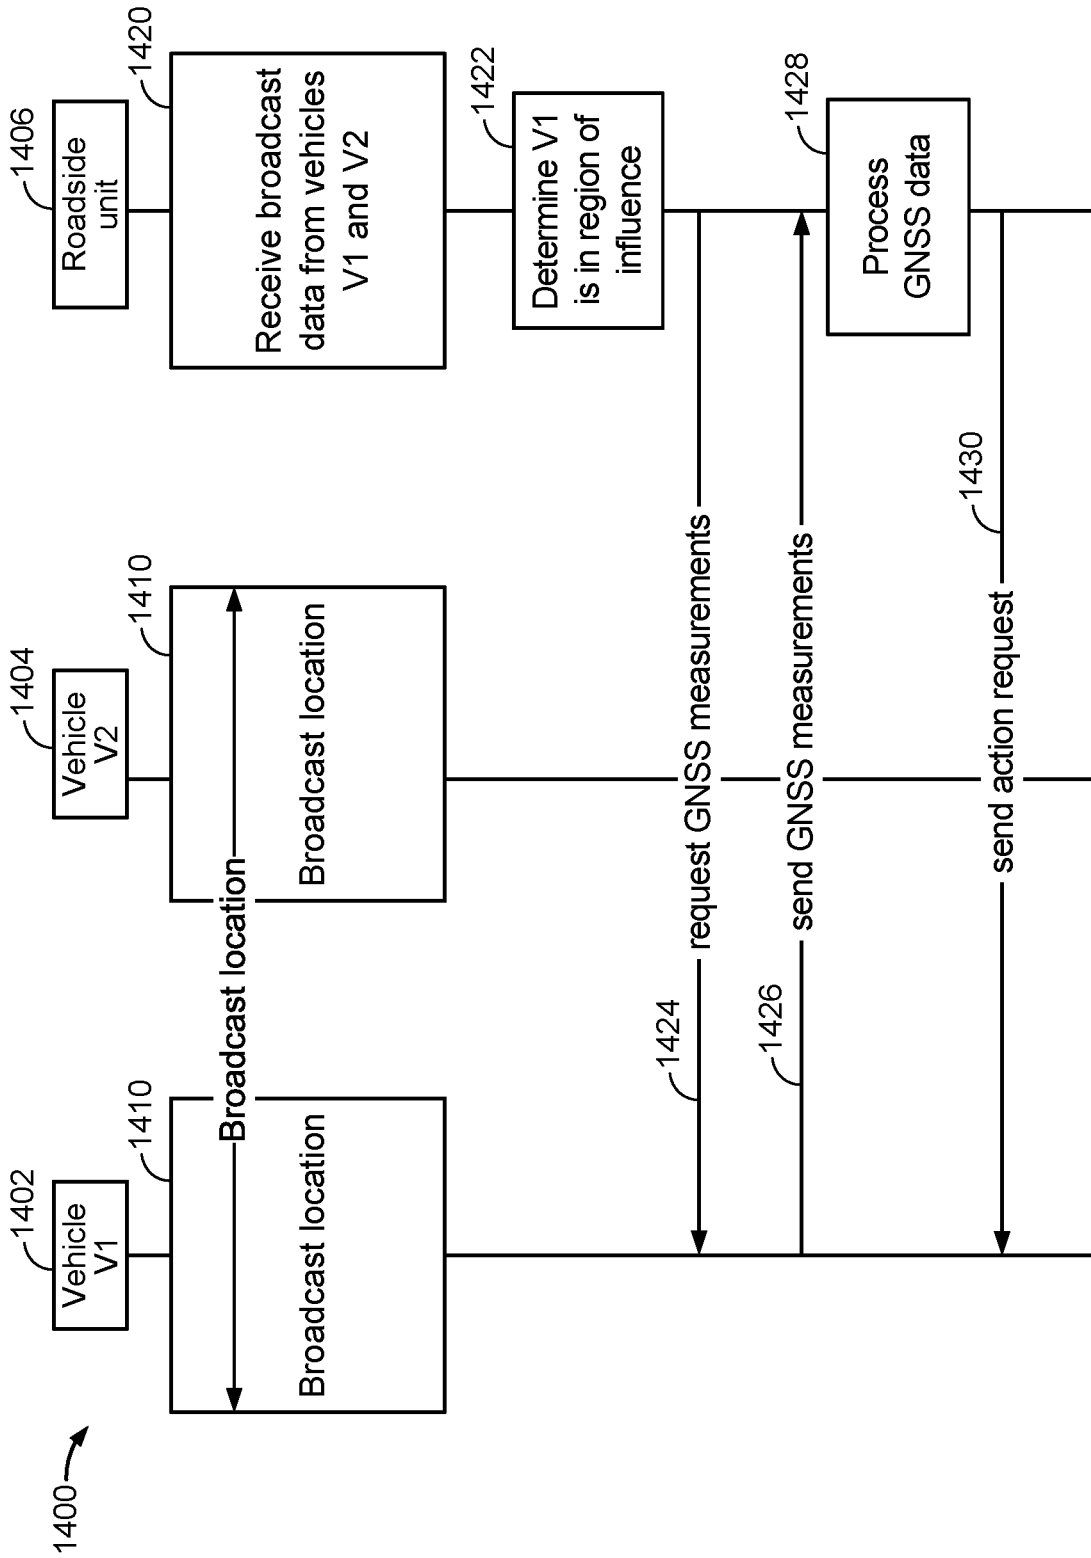 1400
1402
Vehicle
V1
1404
Vehicle
V2
1406
Roadside
unit
1410
Broadcast location
1410
Broadcast location
Broadcast location
1420
Receive broadcast
data from vehicles
V1 and V2
1422
Determine V1
is in region of
influence
1424
request GNSS measurements
1426
send GNSS measurements
1428
Process
GNSS data
1430
send action request